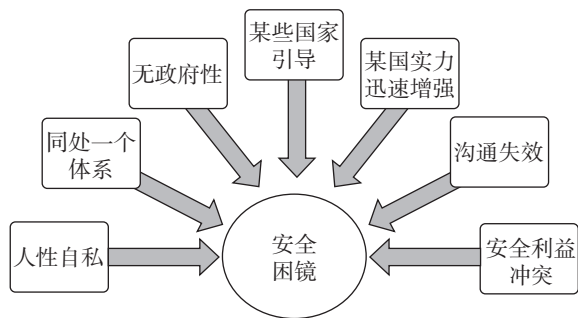 某些国家
引导
无政府性
某国实力
迅速增强
同处一个
体系
沟通失效
人性自私
安全
困镜
安全利益
冲突